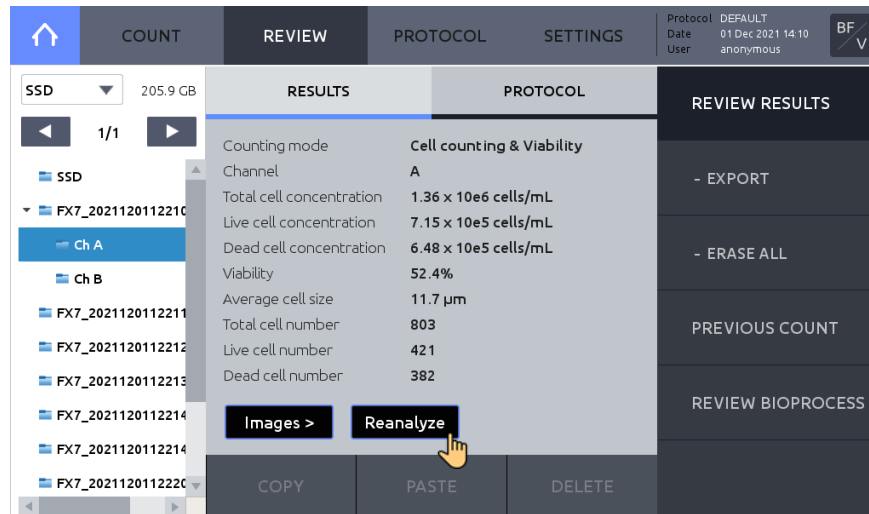 COUNT
REVIEW
PROTOCOL
SETTINGS
Protocol DEFAULT
Date 01 Dec 2021 14:10
User anonymous
BF
V
SSD
205.9 GB
1/1
SSD
FX7_2021120112210
Ch A
Ch B
FX7_2021120112211
FX7_2021120112212
FX7_2021120112213
FX7_2021120112214
FX7_2021120112214
FX7_2021120112220
RESULTS
PROTOCOL
Counting mode Cell counting & Viability
Channel A
Total cell concentration 1.36 x 10e6 cells/mL
Live cell concentration 7.15 x 10e5 cells/mL
Dead cell concentration 6.48 x 10e5 cells/mL
Viability 52.4%
Average cell size 11.7 μm
Total cell number 803
Live cell number 421
Dead cell number 382
Images >
Reanalyze
COPY
PASTE
DELETE
REVIEW RESULTS
- EXPORT
- ERASE ALL
PREVIOUS COUNT
REVIEW BIOPROCESS